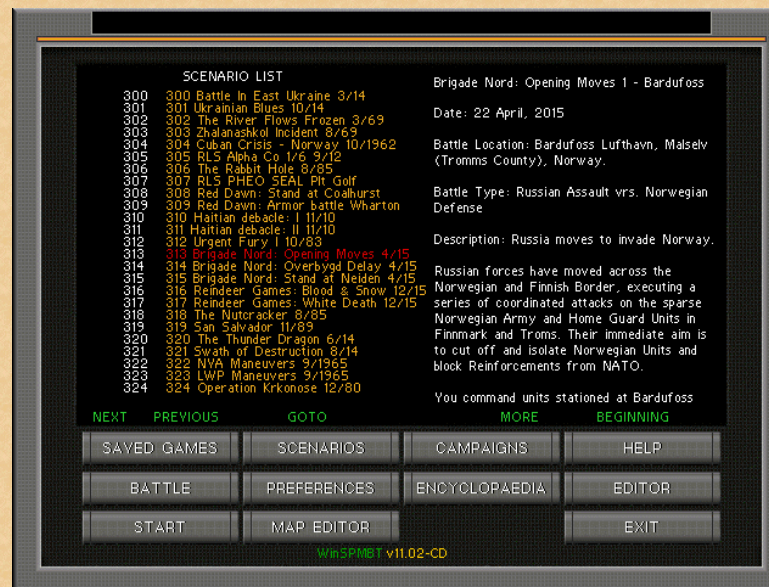 SCENARIO LIST
300 300 Battle In East Ukraine 3/14
301 301 Ukrainian Blues 10/14
302 302 The River Flows Frozen 3/69
303 303 Zhalanashkol Incident 8/69
304 304 Cuban Crisis - Norway 10/1962
305 305 RLS Alpha Co 1/6 9/12
306 306 The Rabbit Hole 8/85
307 307 RLS PHEO SEAL Plt Golf
308 308 Red Dawn: Stand at Coalhurst
309 309 Red Dawn: Armor battle Wharton
310 310 Haitian debacle: I 11/10
311 311 Haitian debacle: II 11/10
312 312 Urgent Fury I 10/83
313 313 Brigade Nord: Opening Moves 4/15
314 314 Brigade Nord: Overbygd Delay 4/15
315 315 Brigade Nord: Stand at Neiden 4/15
316 316 Reindeer Games: Blood & Snow 12/15
317 317 Reindeer Games: White Death 12/15
318 318 The Nutcracker 8/85
319 319 San Salvador 11/89
320 320 The Thunder Dragon 6/14
321 321 Swath of Destruction 8/14
322 322 NVA Maneuvers 9/1965
323 323 LWP Maneuvers 9/1965
324 324 Operation Krkonose 12/80
Brigade Nord: Opening Moves 1 - Bardufoss
Date: 22 April, 2015
Battle Location: Bardufoss Lufthavn, Malselv
(Tromms County), Norway.
Battle Type: Russian Assault vrs. Norwegian
Defense
Description: Russia moves to invade Norway.
Russian forces have moved across the
Norwegian and Finnish Border, executing a
series of coordinated attacks on the sparse
Norwegian Army and Home Guard Units in
Finnmark and Troms. Their immediate aim is
to cut off and isolate Norwegian Units and
block Reinforcements from NATO.
You command units stationed at Bardufoss
NEXT PREVIOUS GOTO MORE BEGINNING
SAVED GAMES SCENARIOS CAMPAIGNS HELP
BATTLE PREFERENCES ENCYCLOPAEDIA EDITOR
START MAP EDITOR EXIT
WinSPMBT v11.02-CD